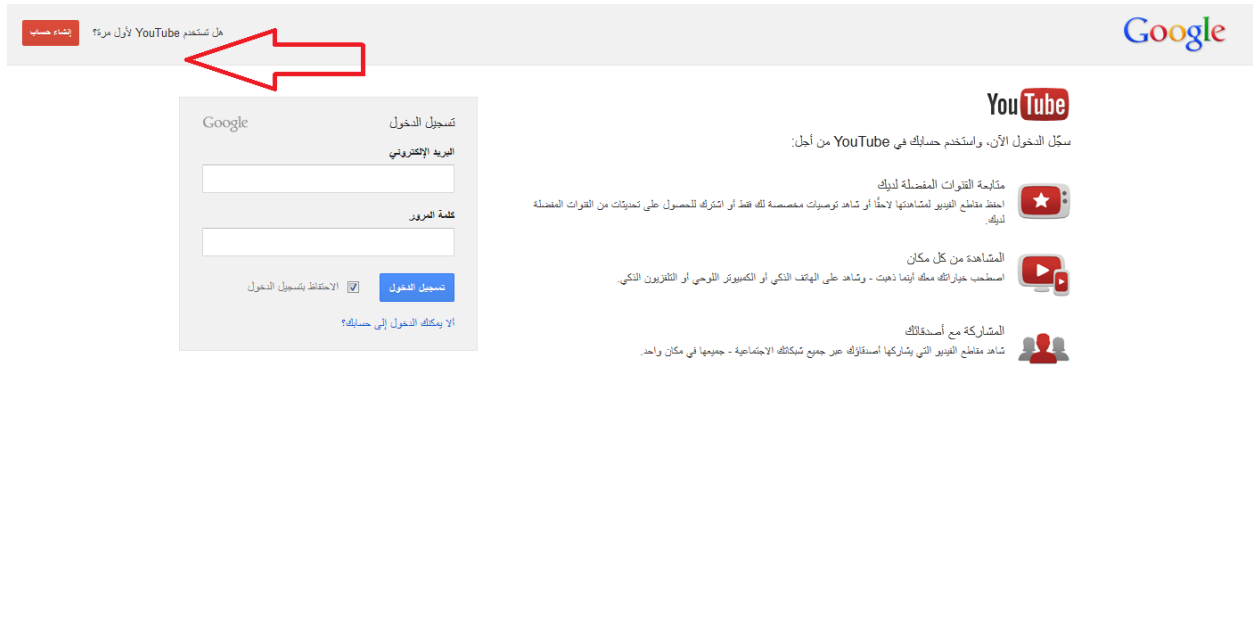 Google
هل تستخدم YouTube لأول مرة؟ إنشاء حساب
YouTube
سجّل الدخول الآن، واستخدم حسابك في YouTube من أجل:
متابعة القنوات المفضلة لديك
احفظ مقاطع الفيديو لمشاهدتها لاحقًا أو شاهد توصيات مخصصة لك فقط أو اشترك للحصول على تحديثات من القنوات المفضلة
لديك.
المشاهدة من كل مكان
اصطحب خياراتك معك أينما ذهبت - وشاهد على الهاتف الذكي أو الكمبيوتر اللوحي أو التلفزيون الذكي.
المشاركة مع أصدقائك
شاهد مقاطع الفيديو التي يشاركها أصدقاؤك عبر جميع شبكاتك الاجتماعية - جميعها في مكان واحد.
تسجيل الدخول Google
البريد الإلكتروني
كلمة المرور
تسجيل الدخول الاحتفاظ بتسجيل الدخول
ألا يمكنك الدخول إلى حسابك؟